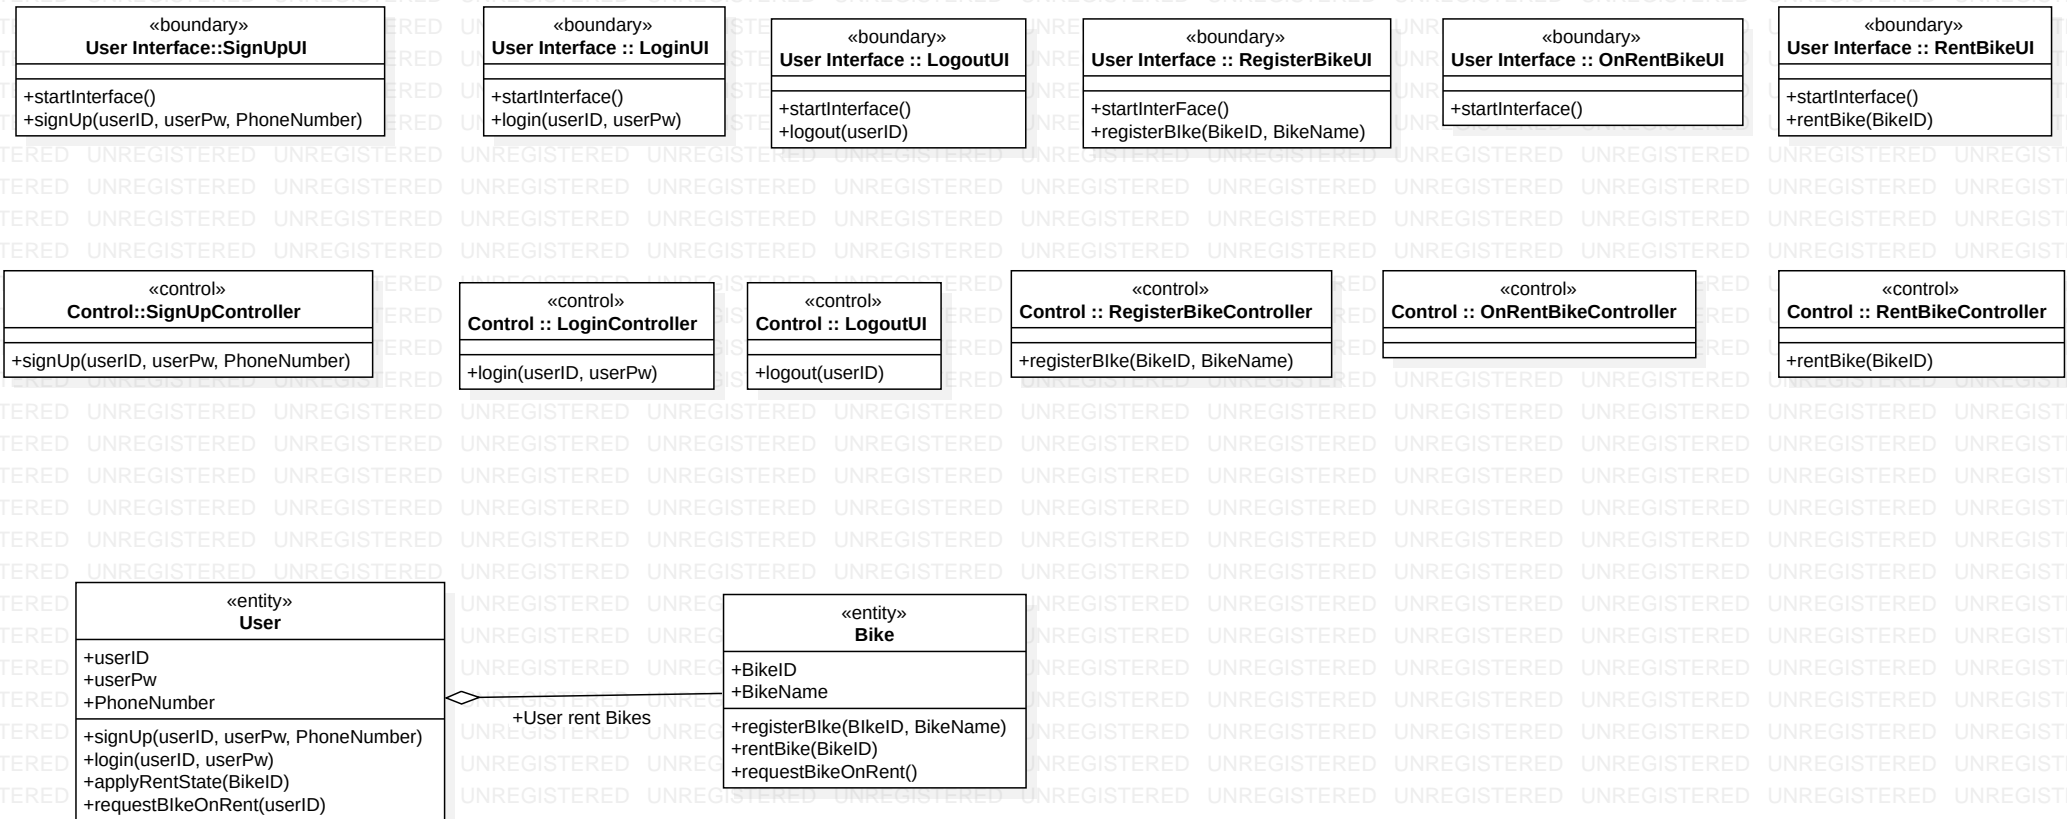 «boundary»
User Interface::SignUpUI
+startInterface()
+signUp(userID, userPw, PhoneNumber)
«boundary»
User Interface :: LoginUI
+startInterface()
+login(userID, userPw)
«boundary»
User Interface :: LogoutUI
+startInterface()
+logout(userID)
«boundary»
User Interface :: RegisterBikeUI
+startInterFace()
+registerBIke(BikeID, BikeName)
«boundary»
User Interface :: OnRentBikeUI
+startInterface()
«boundary»
User Interface :: RentBikeUI
+startInterface()
+rentBike(BikeID)
«control»
Control::SignUpController
+signUp(userID, userPw, PhoneNumber)
«control»
Control :: LoginController
+login(userID, userPw)
«control»
Control :: LogoutUI
+logout(userID)
«control»
Control :: RegisterBikeController
+registerBIke(BikeID, BikeName)
«control»
Control :: OnRentBikeController
«control»
Control :: RentBikeController
+rentBike(BikeID)
«entity»
User
+userID
+userPw
+PhoneNumber
+signUp(userID, userPw, PhoneNumber)
+login(userID, userPw)
+applyRentState(BikeID)
+requestBIkeOnRent(userID)
+User rent Bikes
«entity»
Bike
+BikeID
+BikeName
+registerBIke(BIkeID, BikeName)
+rentBike(BikeID)
+requestBikeOnRent()
UNREGISTERED